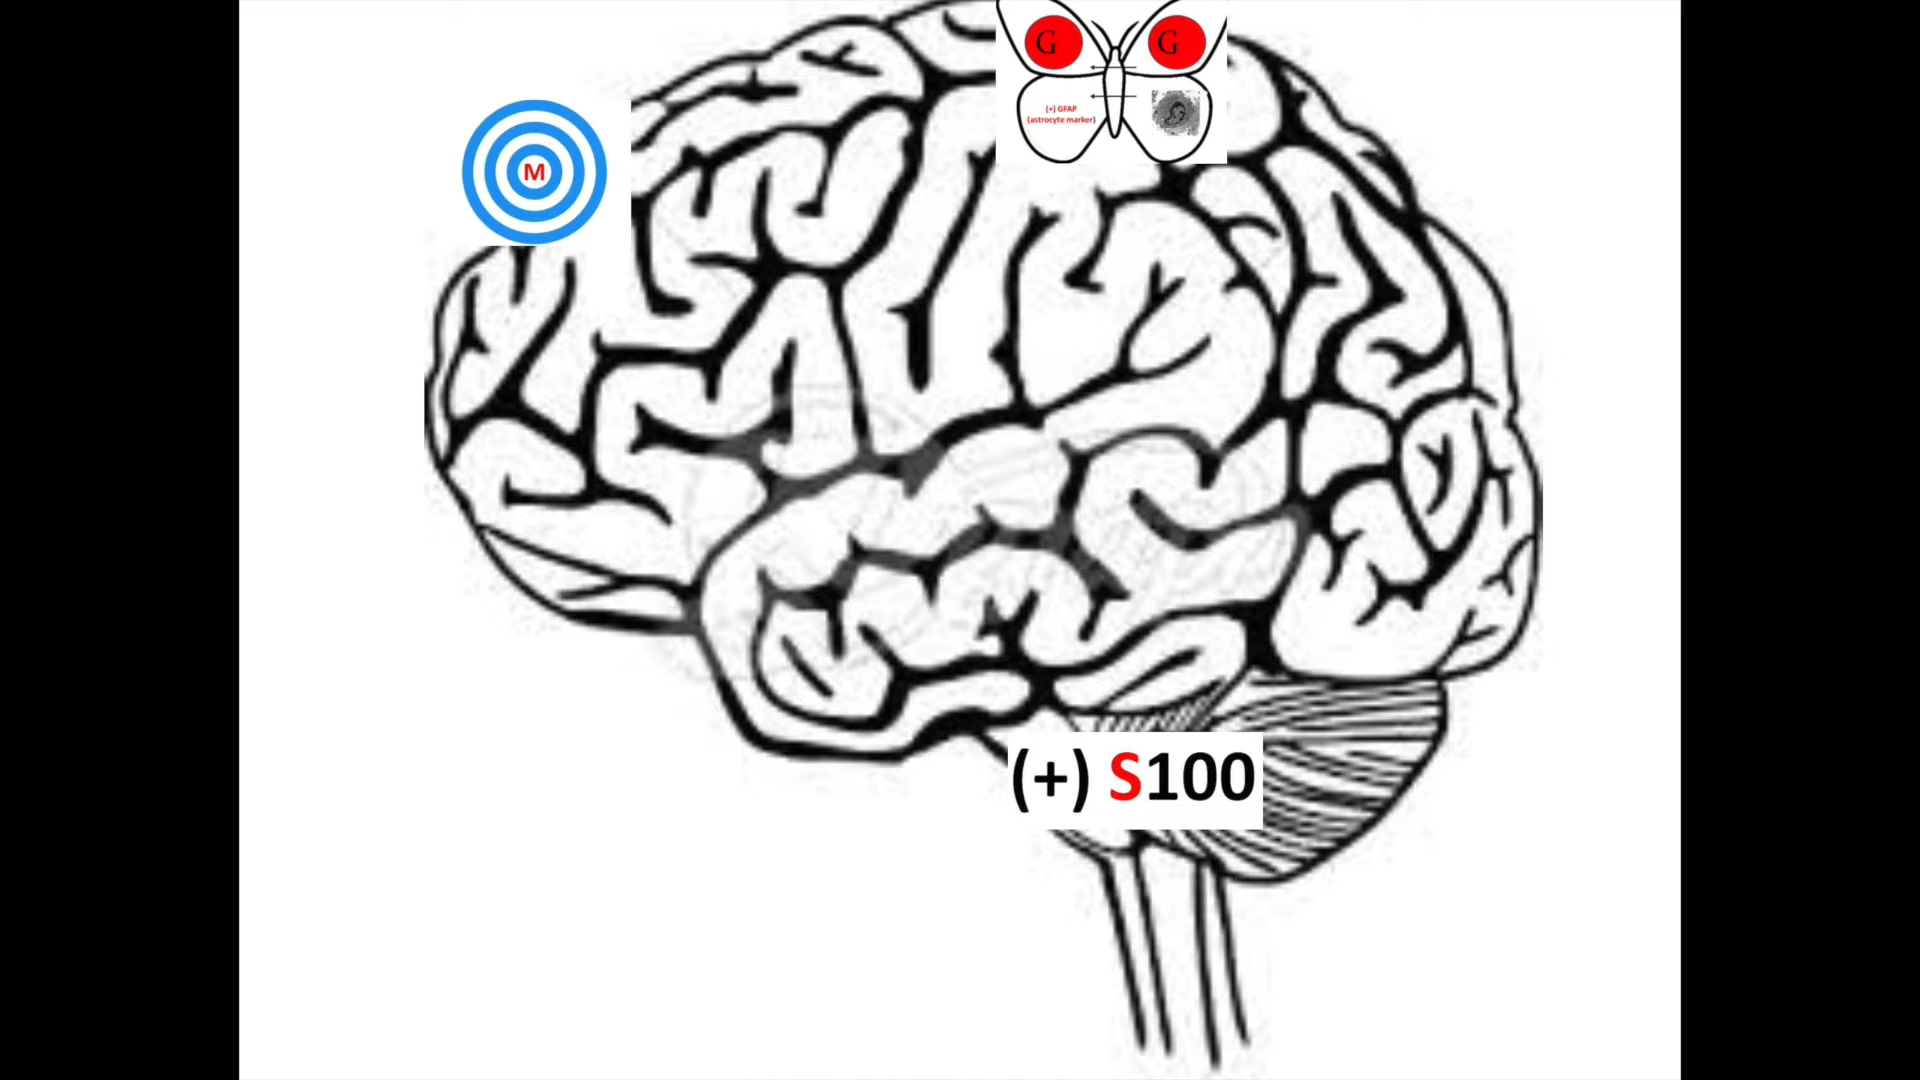 G G
(+) GFAP
(astrocyte marker)
M
(+) S100